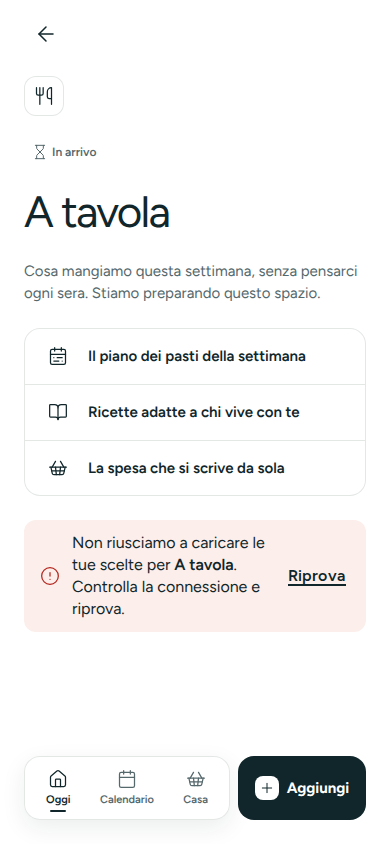 In arrivo
A tavola
Cosa mangiamo questa settimana, senza pensarci
ogni sera. Stiamo preparando questo spazio.
Il piano dei pasti della settimana
Ricette adatte a chi vive con te
La spesa che si scrive da sola
Non riusciamo a caricare le
tue scelte per A tavola.
Controlla la connessione e
riprova.
Riprova
Oggi
Calendario
Casa
Aggiungi